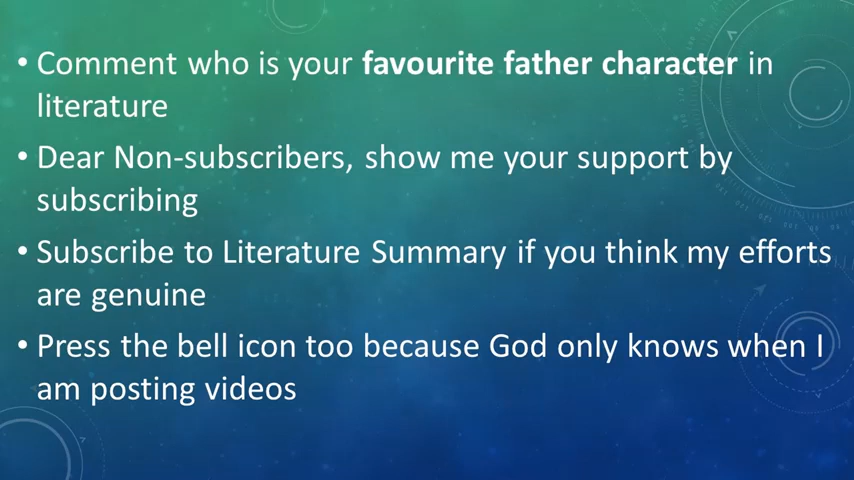 • Comment who is your favourite father character in
literature
• Dear Non-subscribers, show me your support by
subscribing
• Subscribe to Literature Summary if you think my efforts
are genuine
• Press the bell icon too because God only knows when I
am posting videos